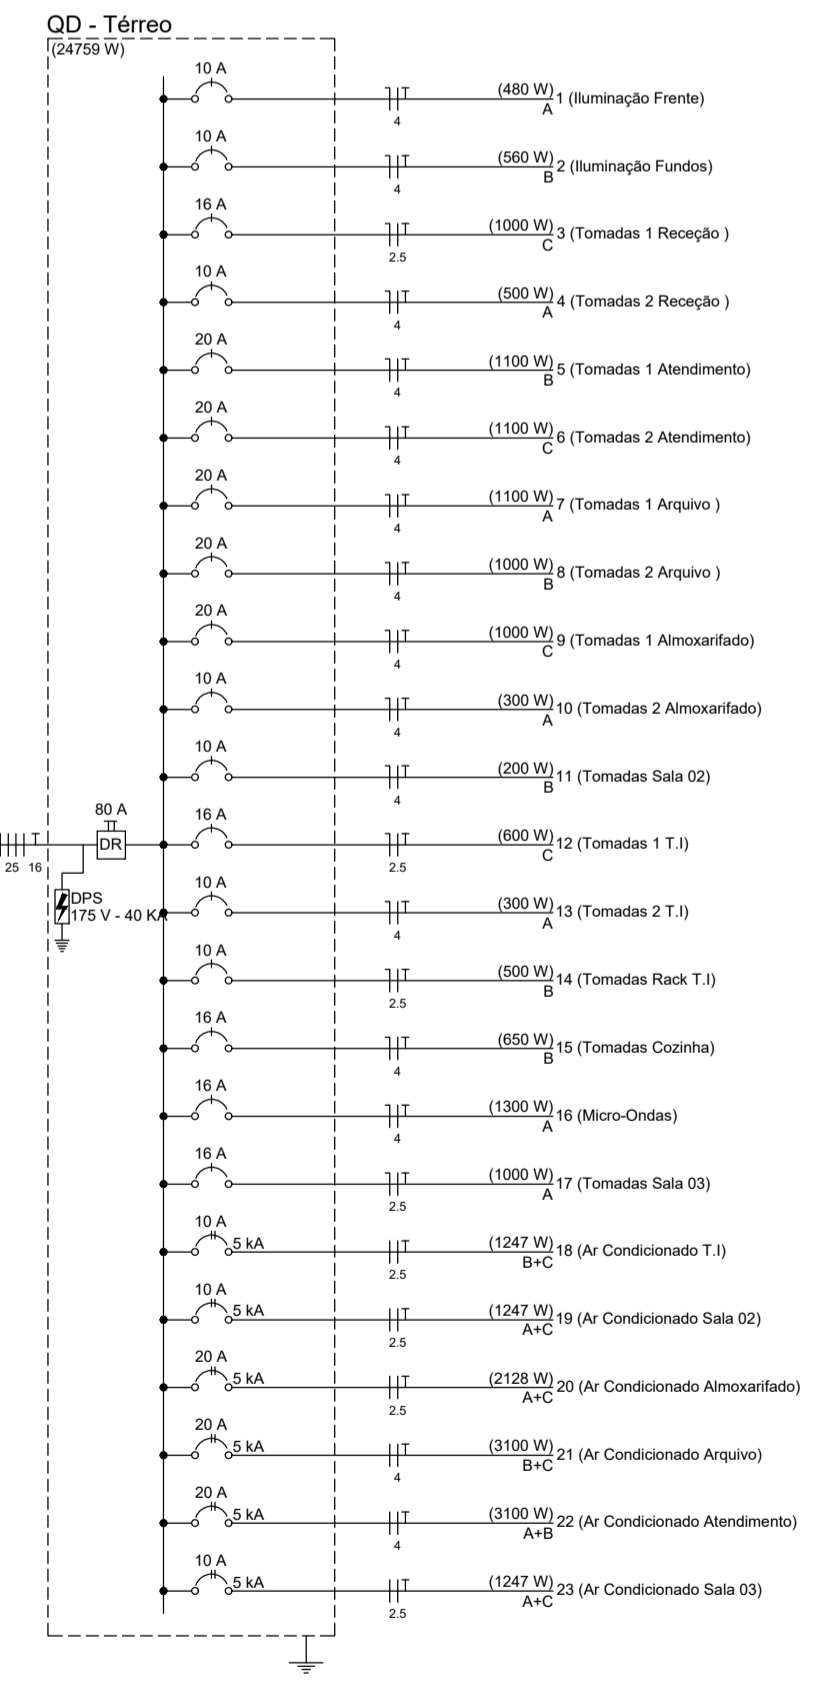 QD - Térreo
(24759 W)
10 A
(480 W) 1 (Iluminação Frente)
4
A
10 A
(560 W) 2 (Iluminação Fundos)
4
B
16 A
(1000 W) 3 (Tomadas 1 Receção )
2.5
C
10 A
(500 W) 4 (Tomadas 2 Receção )
4
A
20 A
(1100 W) 5 (Tomadas 1 Atendimento)
4
B
20 A
(1100 W) 6 (Tomadas 2 Atendimento)
4
C
20 A
(1100 W) 7 (Tomadas 1 Arquivo )
4
A
20 A
(1000 W) 8 (Tomadas 2 Arquivo )
4
B
20 A
(1000 W) 9 (Tomadas 1 Almoxarifado)
4
C
10 A
(300 W) 10 (Tomadas 2 Almoxarifado)
4
A
10 A
(200 W) 11 (Tomadas Sala 02)
4
B
80 A
DR
25 16
DPS
175 V - 40 KA
16 A
(600 W) 12 (Tomadas 1 T.I)
2.5
C
10 A
(300 W) 13 (Tomadas 2 T.I)
4
A
10 A
(500 W) 14 (Tomadas Rack T.I)
2.5
B
16 A
(650 W) 15 (Tomadas Cozinha)
4
B
16 A
(1300 W) 16 (Micro-Ondas)
4
A
16 A
(1000 W) 17 (Tomadas Sala 03)
2.5
A
10 A
5 kA
(1247 W) 18 (Ar Condicionado T.I)
2.5
B+C
10 A
5 kA
(1247 W) 19 (Ar Condicionado Sala 02)
2.5
A+C
20 A
5 kA
(2128 W) 20 (Ar Condicionado Almoxarifado)
2.5
A+C
20 A
5 kA
(3100 W) 21 (Ar Condicionado Arquivo)
4
B+C
20 A
5 kA
(3100 W) 22 (Ar Condicionado Atendimento)
4
A+B
10 A
5 kA
(1247 W) 23 (Ar Condicionado Sala 03)
2.5
A+C